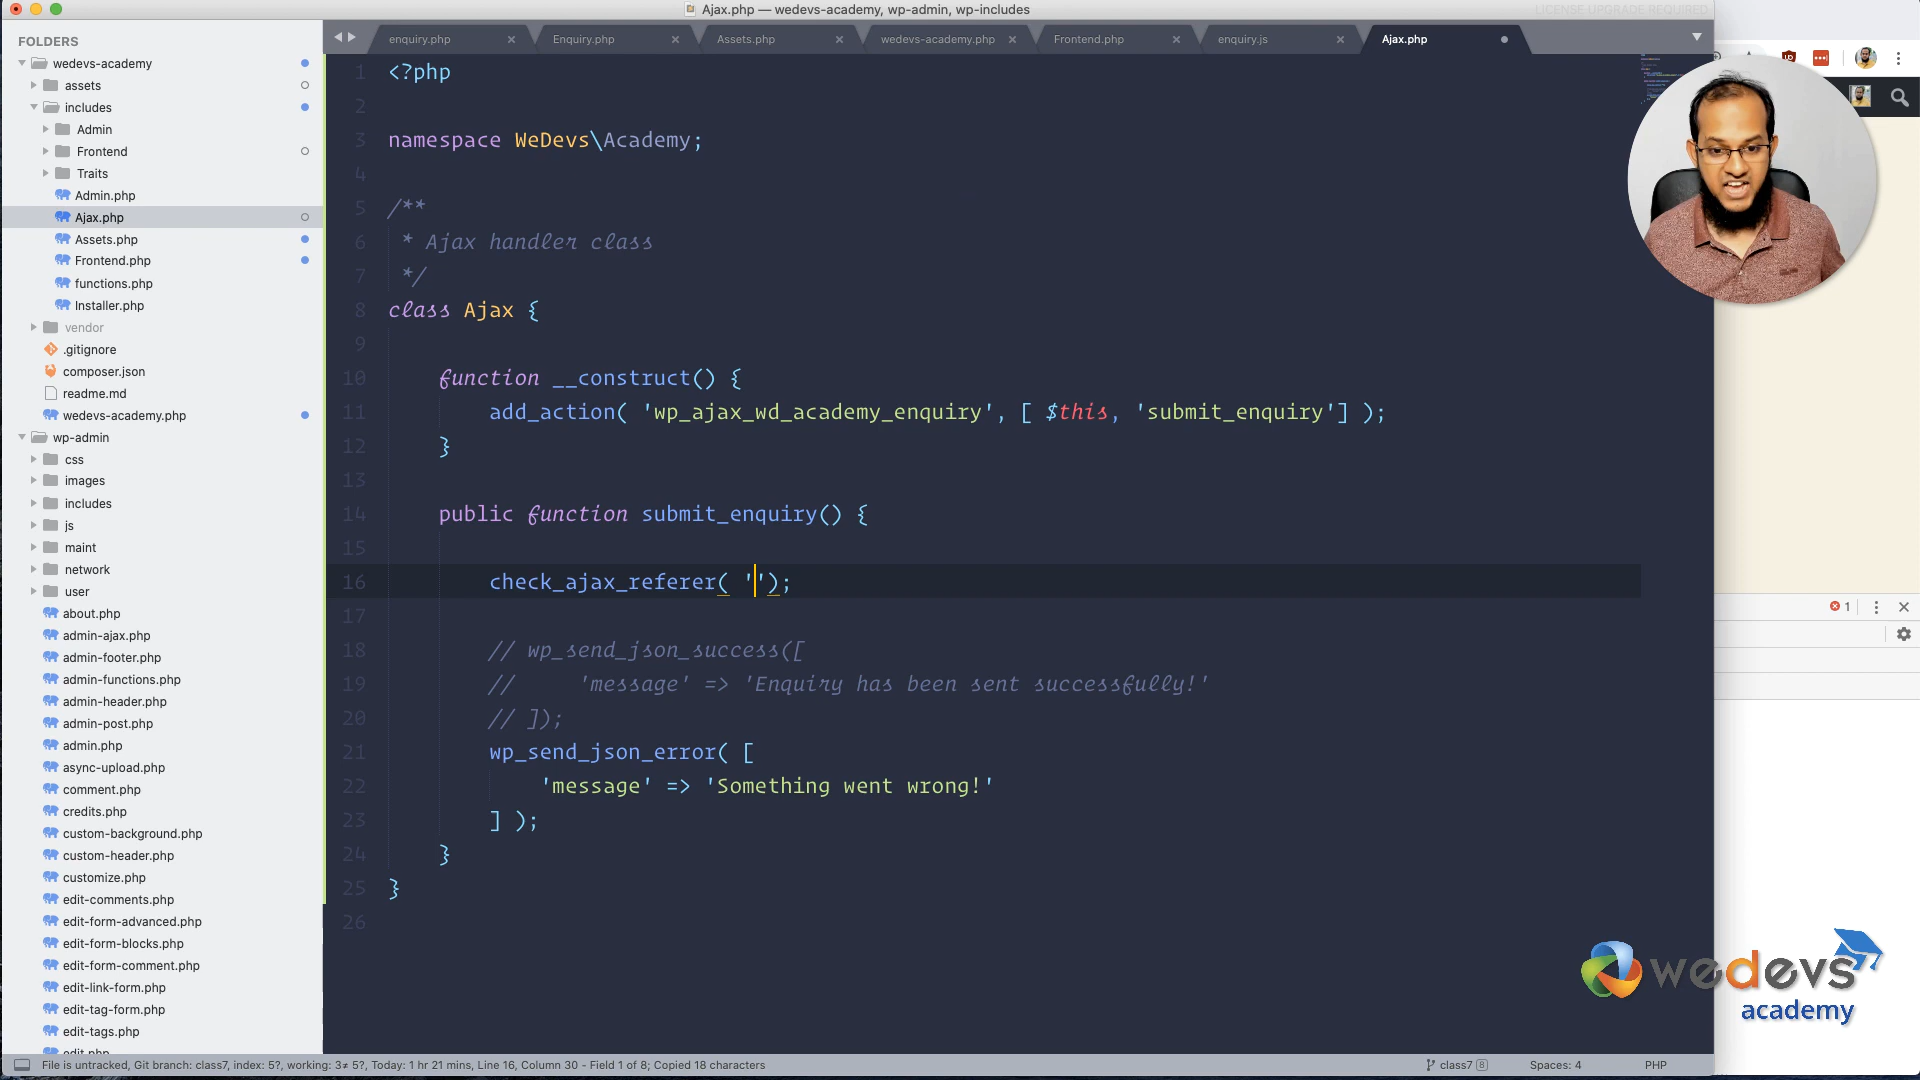 Ajax.php — wedevs-academy, wp-admin, wp-includes
LICENSE UPGRADE REQUIRED
FOLDERS
wedevs-academy
assets
includes
Admin
Frontend
Traits
Admin.php
Ajax.php
Assets.php
Frontend.php
functions.php
Installer.php
vendor
.gitignore
composer.json
readme.md
wedevs-academy.php
wp-admin
css
images
includes
js
maint
network
user
about.php
admin-ajax.php
admin-footer.php
admin-functions.php
admin-header.php
admin-post.php
admin.php
async-upload.php
comment.php
credits.php
custom-background.php
custom-header.php
customize.php
edit-comments.php
edit-form-advanced.php
edit-form-blocks.php
edit-form-comment.php
edit-link-form.php
edit-tag-form.php
edit-tags.php
edit.php
enquiry.php
Enquiry.php
Assets.php
wedevs-academy.php
Frontend.php
enquiry.js
Ajax.php
1 <?php
2
3 namespace WeDevs\Academy;
4
5 /**
6 * Ajax handler class
7 */
8 class Ajax {
9
10 function __construct() {
11 add_action( 'wp_ajax_wd_academy_enquiry', [ $this, 'submit_enquiry'] );
12 }
13
14 public function submit_enquiry() {
15
16 check_ajax_referer( '');
17
18 // wp_send_json_success([
19 // 'message' => 'Enquiry has been sent successfully!'
20 // ]);
21 wp_send_json_error( [
22 'message' => 'Something went wrong!'
23 ] );
24 }
25 }
26
1
wedevs
academy
File is untracked, Git branch: class7, index: 5?, working: 3≠ 5?, Today: 1 hr 21 mins, Line 16, Column 30 - Field 1 of 8; Copied 18 characters
class7 8
Spaces: 4
PHP